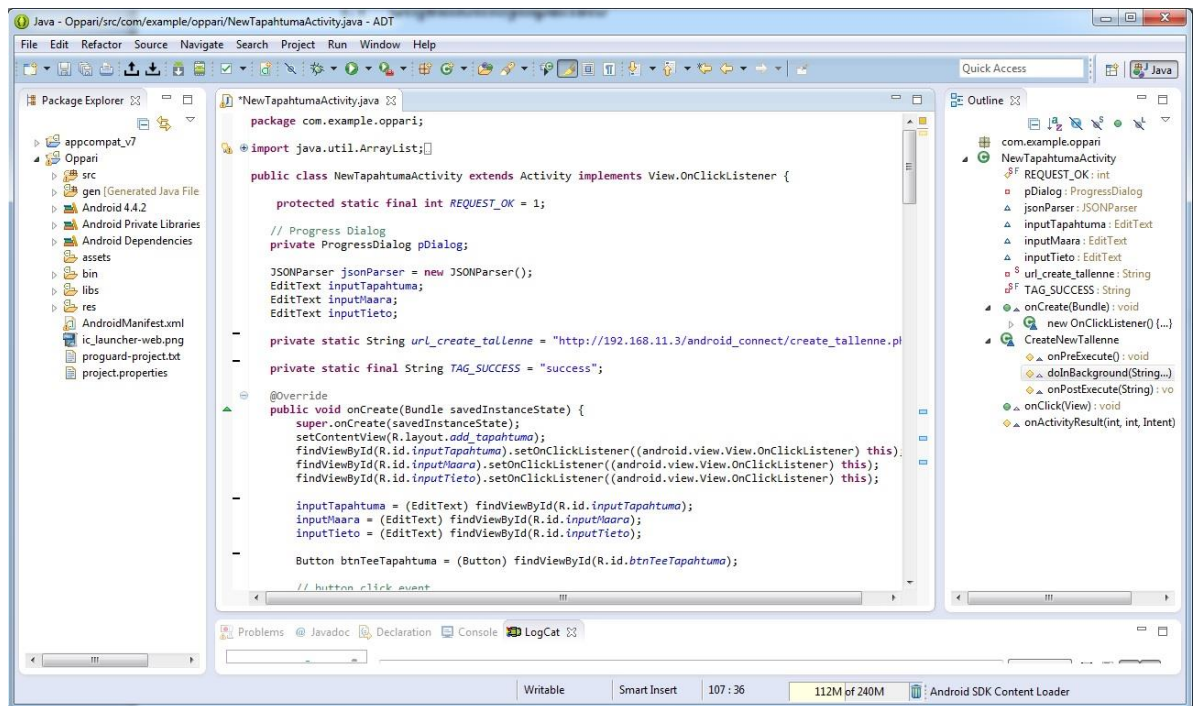 Java - Oppari/src/com/example/oppari/NewTapahtumaActivity.java - ADT
File Edit Refactor Source Navigate Search Project Run Window Help
Quick Access
Java
Package Explorer
appcompat_v7
Oppari
src
gen [Generated Java File
Android 4.4.2
Android Private Libraries
Android Dependencies
assets
bin
libs
res
AndroidManifest.xml
ic_launcher-web.png
proguard-project.txt
project.properties
*NewTapahtumaActivity.java
package com.example.oppari;
import java.util.ArrayList;
public class NewTapahtumaActivity extends Activity implements View.OnClickListener {
protected static final int REQUEST_OK = 1;
// Progress Dialog
private ProgressDialog pDialog;
JSONParser jsonParser = new JSONParser();
EditText inputTapahtuma;
EditText inputMaara;
EditText inputTieto;
private static String url_create_tallenne = "http://192.168.11.3/android_connect/create_tallenne.ph
private static final String TAG_SUCCESS = "success";
@Override
public void onCreate(Bundle savedInstanceState) {
super.onCreate(savedInstanceState);
setContentView(R.layout.add_tapahtuma);
findViewById(R.id.inputTapahtuma).setOnClickListener((android.view.View.OnClickListener) this);
findViewById(R.id.inputMaara).setOnClickListener((android.view.View.OnClickListener) this);
findViewById(R.id.inputTieto).setOnClickListener((android.view.View.OnClickListener) this);
inputTapahtuma = (EditText) findViewById(R.id.inputTapahtuma);
inputMaara = (EditText) findViewById(R.id.inputMaara);
inputTieto = (EditText) findViewById(R.id.inputTieto);
Button btnTeeTapahtuma = (Button) findViewById(R.id.btnTeeTapahtuma);
// button click event
Outline
com.example.oppari
NewTapahtumaActivity
REQUEST_OK : int
pDialog : ProgressDialog
jsonParser : JSONParser
inputTapahtuma : EditText
inputMaara : EditText
inputTieto : EditText
url_create_tallenne : String
TAG_SUCCESS : String
onCreate(Bundle) : void
new OnClickListener() {...}
CreateNewTallenne
onPreExecute() : void
doInBackground(String...)
onPostExecute(String) : vo
onClick(View) : void
onActivityResult(int, int, Intent)
Problems Javadoc Declaration Console LogCat
Writable Smart Insert 107 : 36 112M of 240M Android SDK Content Loader